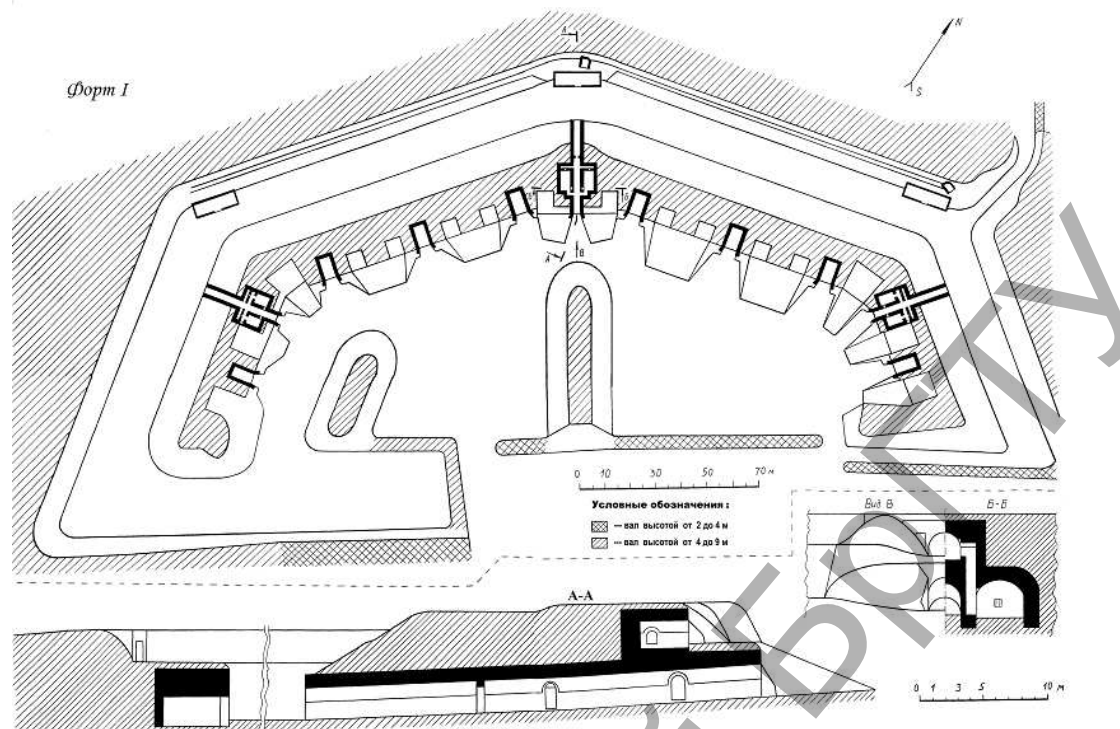 Форт I
А
N
S
Б
Б
А
В
0 10 30 50 70 м
Условные обозначения :
— вал высотой от 2 до 4 м
— вал высотой от 4 до 9 м
Вид В
Б-Б
А-А
0 1 3 5 10 м
БрГТУ